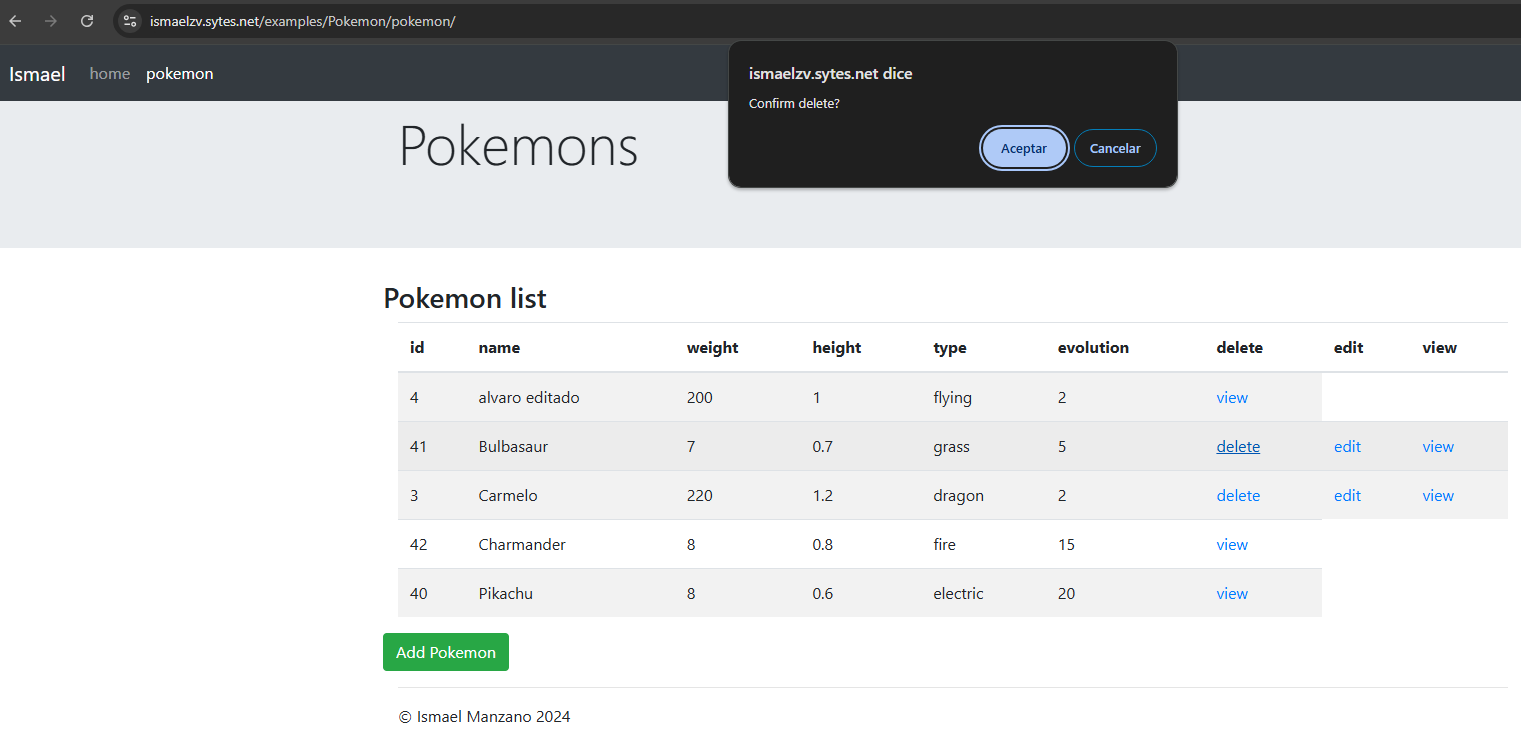 ismaelzv.sytes.net/examples/Pokemon/pokemon/
Ismael home pokemon
ismaelzv.sytes.net dice
Confirm delete?
Aceptar Cancelar
Pokemons
Pokemon list
id name weight height type evolution delete edit view
4 alvaro editado 200 1 flying 2 view
41 Bulbasaur 7 0.7 grass 5 delete edit view
3 Carmelo 220 1.2 dragon 2 delete edit view
42 Charmander 8 0.8 fire 15 view
40 Pikachu 8 0.6 electric 20 view
Add Pokemon
© Ismael Manzano 2024